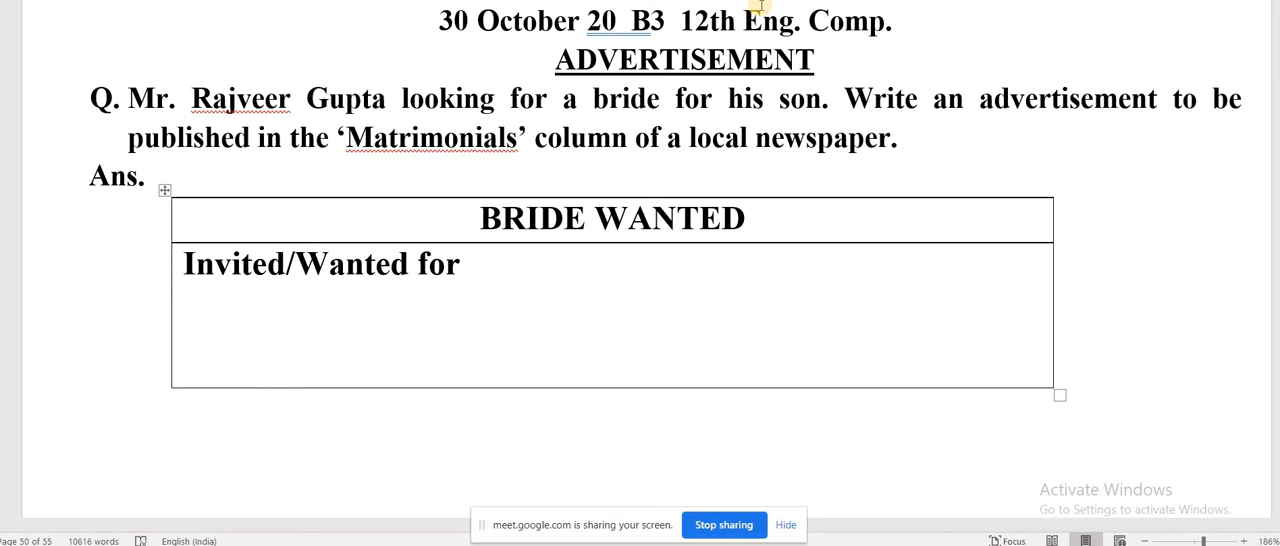 30 October 20 B3 12th Eng. Comp.
ADVERTISEMENT
Q. Mr. Rajveer Gupta looking for a bride for his son. Write an advertisement to be
published in the ‘Matrimonials’ column of a local newspaper.
Ans.
BRIDE WANTED
Invited/Wanted for
Activate Windows
Go to Settings to activate Windows.
meet.google.com is sharing your screen. Stop sharing Hide
Page 50 of 55 10616 words English (India) Focus 186%